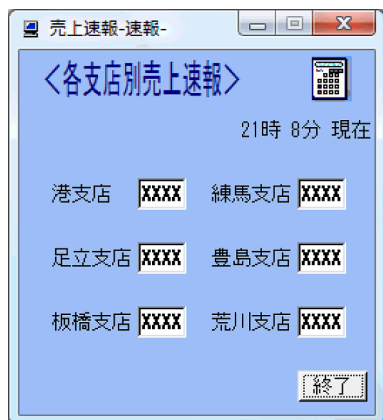 売上速報-速報-
＜各支店別売上速報＞
21時 8分 現在
港支店 XXXX 練馬支店 XXXX
足立支店 XXXX 豊島支店 XXXX
板橋支店 XXXX 荒川支店 XXXX
終了